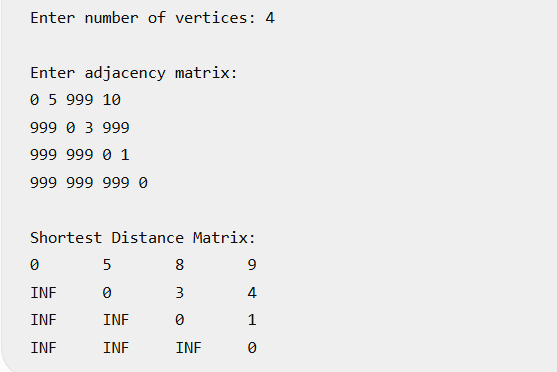 Enter number of vertices: 4
Enter adjacency matrix:
0 5 999 10
999 0 3 999
999 999 0 1
999 999 999 0
Shortest Distance Matrix:
0 5 8 9
INF 0 3 4
INF INF 0 1
INF INF INF 0